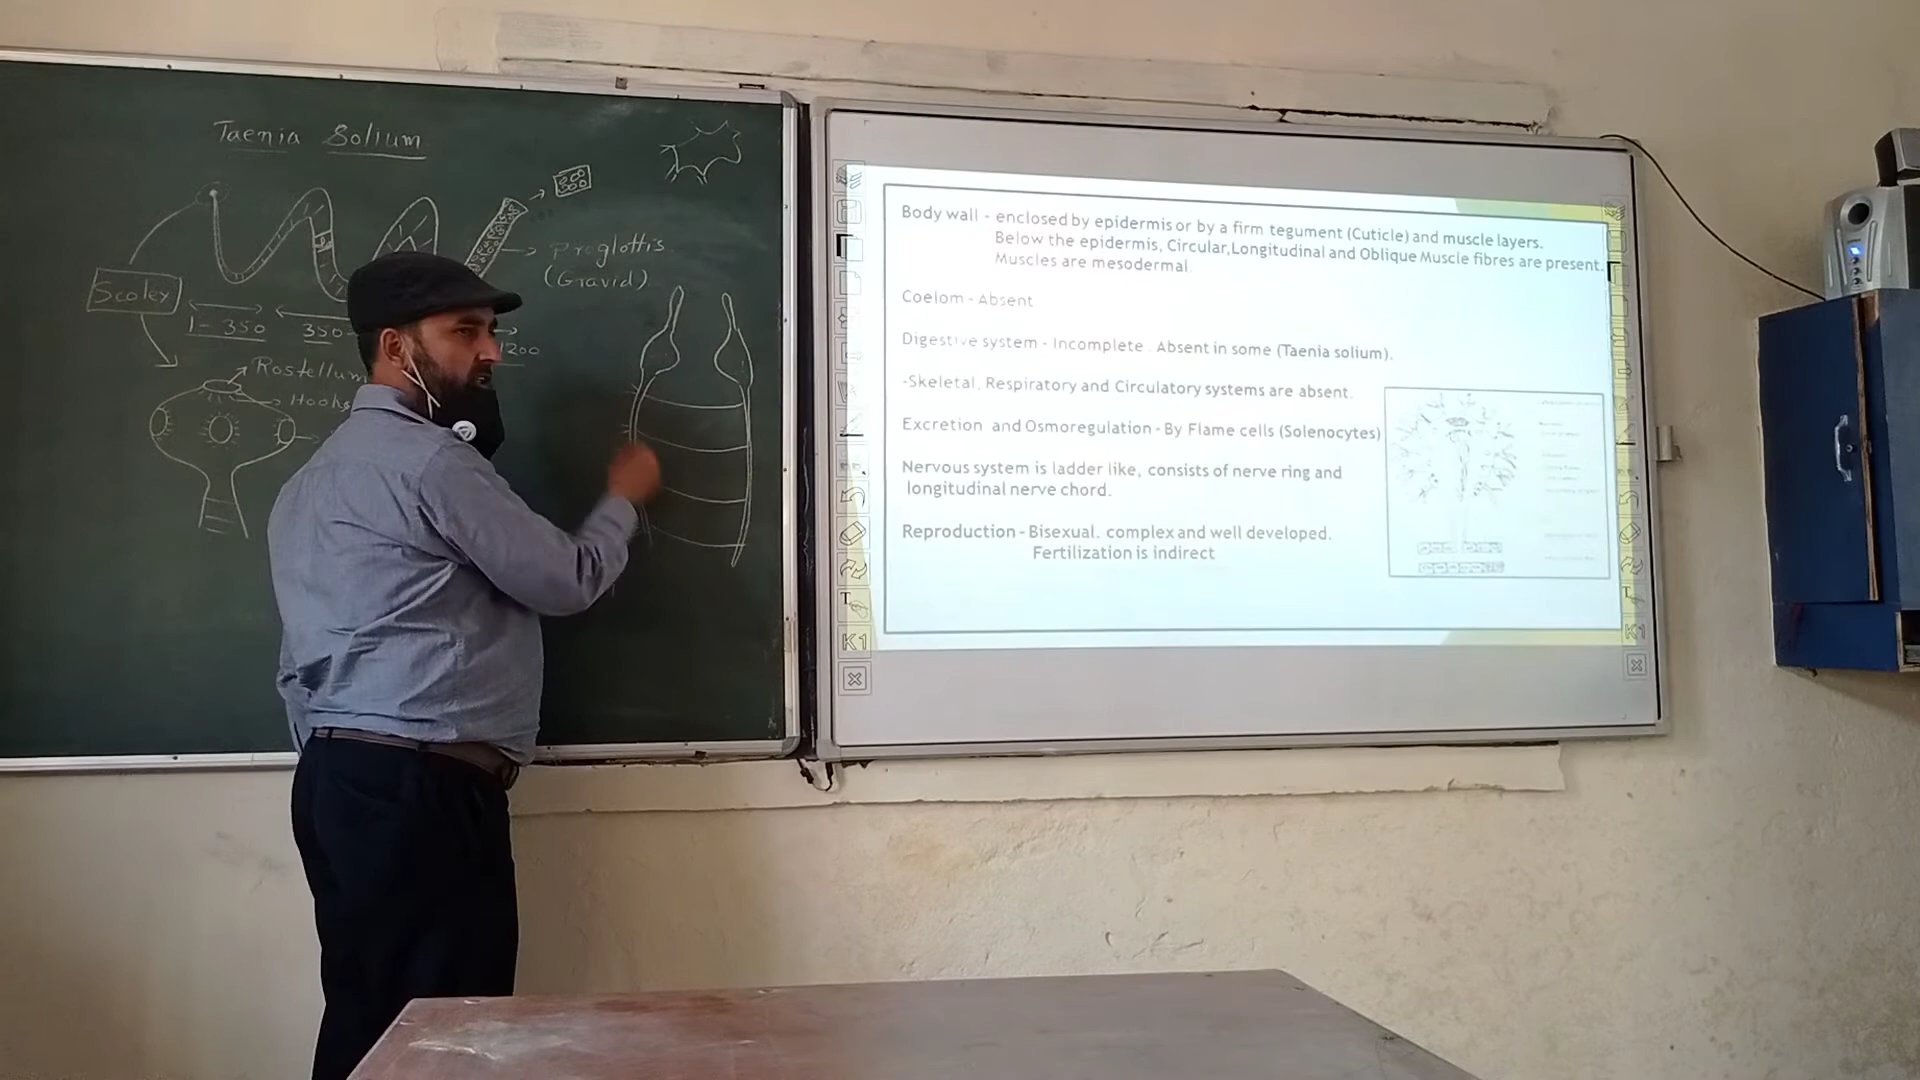 Taenia Solium
Proglottis
(Gravid)
Scolex
1-350
350-
1200
Rostellum
Hooks
Body wall - enclosed by epidermis or by a firm tegument (Cuticle) and muscle layers.
Below the epidermis, Circular,Longitudinal and Oblique Muscle fibres are present.
Muscles are mesodermal
Coelom - Absent
Digestive system - Incomplete. Absent in some (Taenia solium).
-Skeletal, Respiratory and Circulatory systems are absent.
Excretion and Osmoregulation - By Flame cells (Solenocytes)
Nervous system is ladder like, consists of nerve ring and
longitudinal nerve chord.
Reproduction - Bisexual. complex and well developed.
Fertilization is indirect
T
K1
T
K1